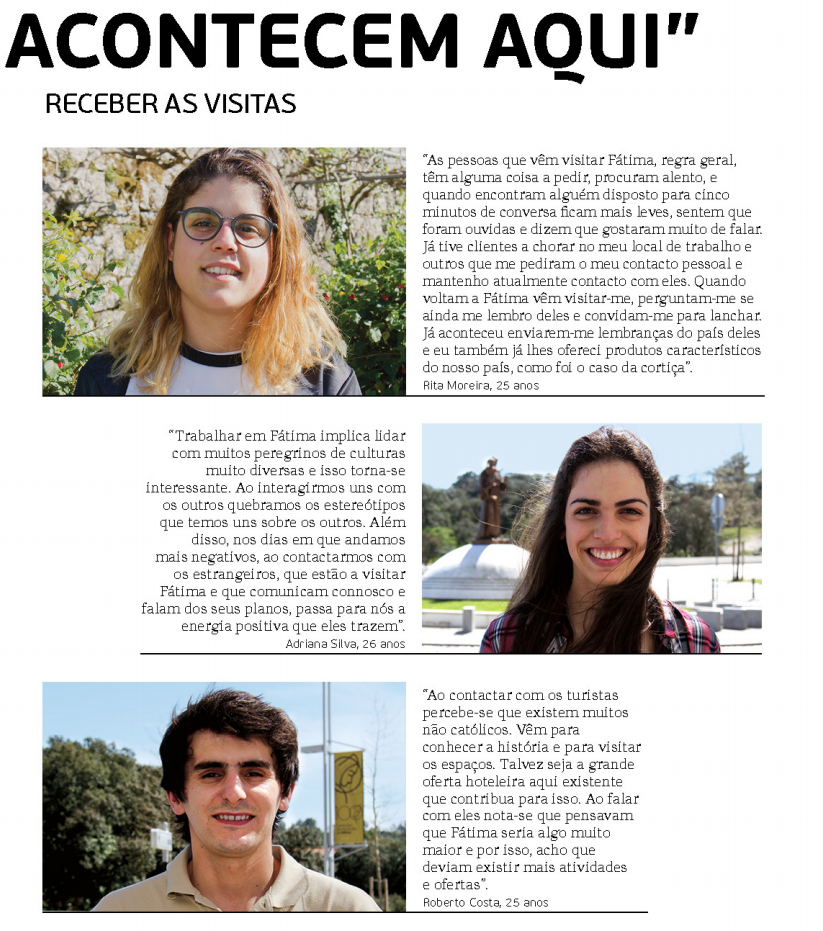 ACONTECEM AQUI”
RECEBER AS VISITAS
“As pessoas que vêm visitar Fátima, regra geral,
têm alguma coisa a pedir, procuram alento, e
quando encontram alguém disposto para cinco
minutos de conversa ficam mais leves, sentem que
foram ouvidas e dizem que gostaram muito de falar.
Já tive clientes a chorar no meu local de trabalho e
outros que me pediram o meu contacto pessoal e
mantenho atualmente contacto com eles. Quando
voltam a Fátima vêm visitar-me, perguntam-me se
ainda me lembro deles e convidam-me para lanchar.
Já aconteceu enviarem-me lembranças do país deles
e eu também já lhes ofereci produtos característicos
do nosso país, como foi o caso da cortiça”.
Rita Moreira, 25 anos
“Trabalhar em Fátima implica lidar
com muitos peregrinos de culturas
muito diversas e isso torna-se
interessante. Ao interagirmos uns com
os outros quebramos os estereótipos
que temos uns sobre os outros. Além
disso, nos dias em que andamos
mais negativos, ao contactarmos com
os estrangeiros, que estão a visitar
Fátima e que comunicam connosco e
falam dos seus planos, passa para nós a
energia positiva que eles trazem”.
Adriana Silva, 26 anos
“Ao contactar com os turistas
percebe-se que existem muitos
não católicos. Vêm para
conhecer a história e para visitar
os espaços. Talvez seja a grande
oferta hoteleira aqui existente
que contribua para isso. Ao falar
com eles nota-se que pensavam
que Fátima seria algo muito
maior e por isso, acho que
deviam existir mais atividades
e ofertas”.
Roberto Costa, 25 anos